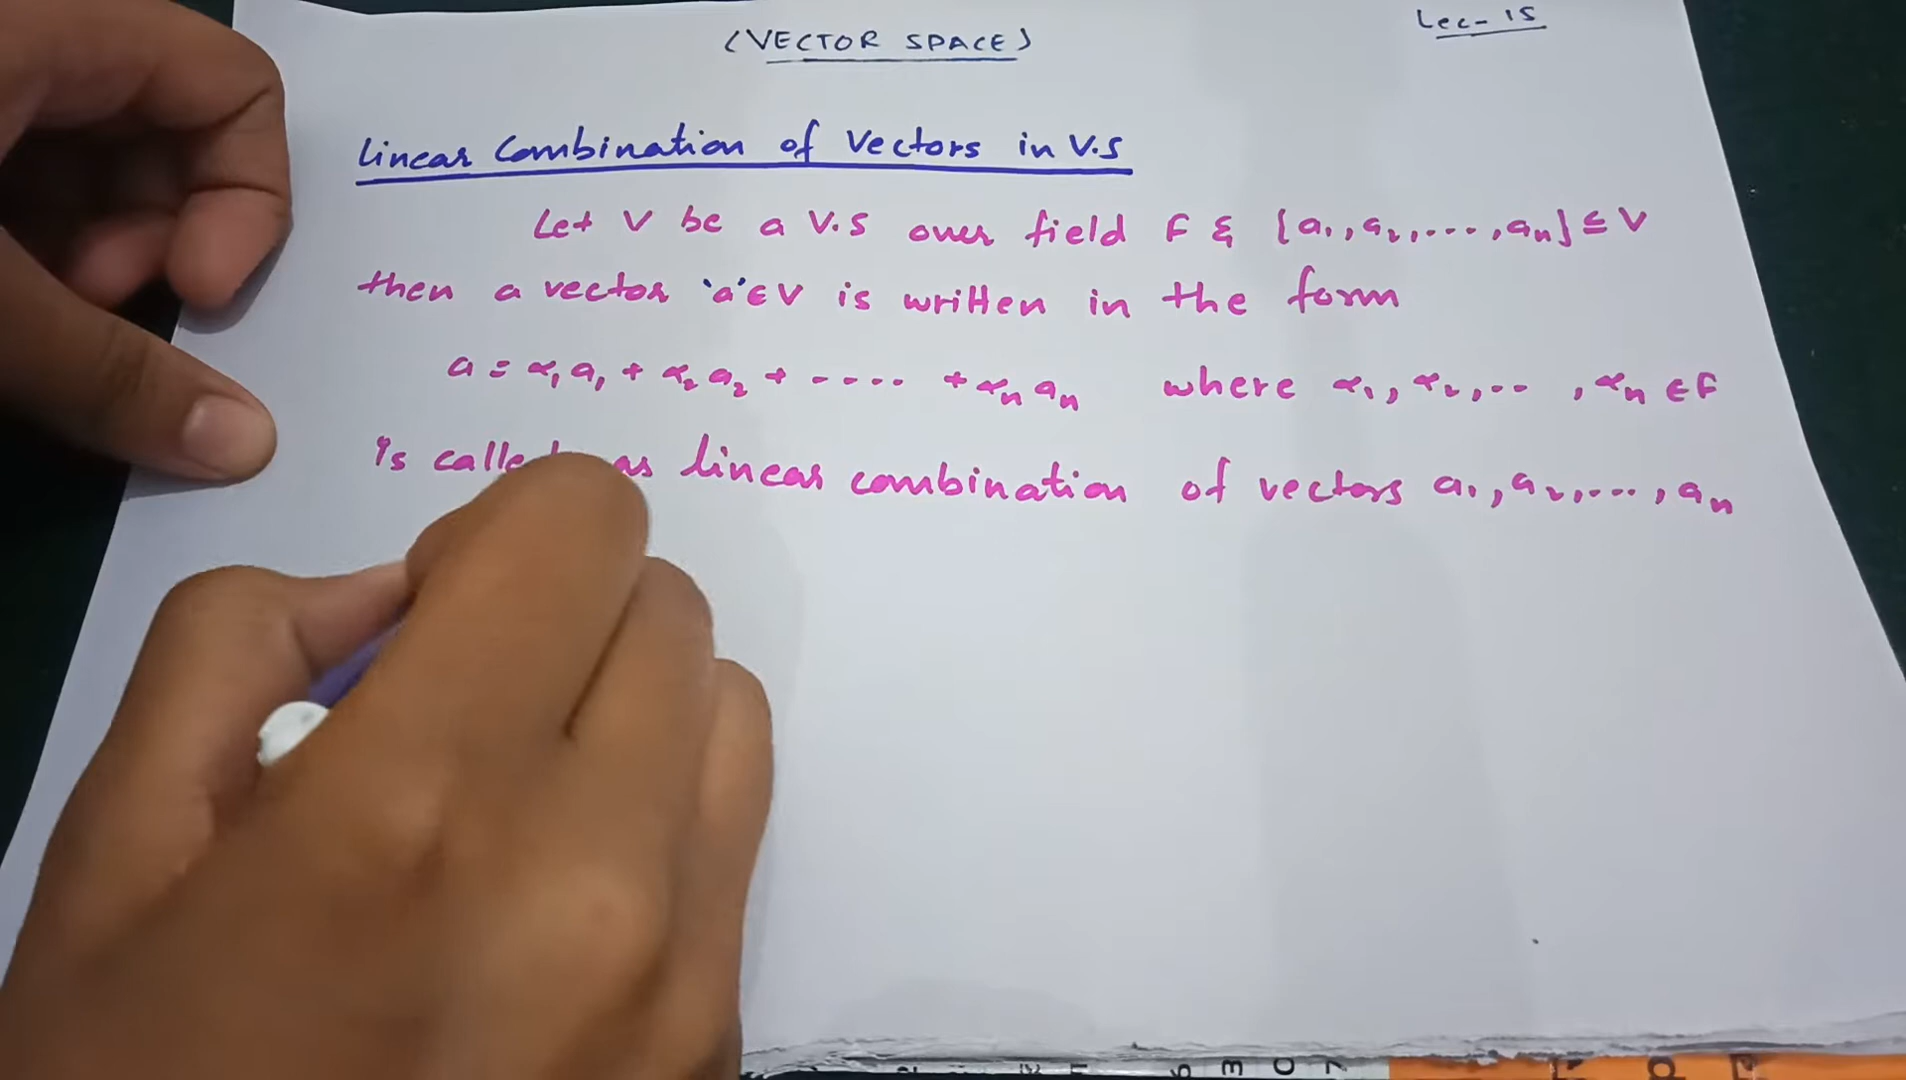 (VECTOR SPACE)
Lec-15
Linear Combination of Vectors in V.S
Let V be a V.S over field F & {a₁, a₂, ...., aₙ} ⊆ V
then a vector 'a' ∈ V is written in the form
a = α₁a₁ + α₂a₂ + .... + αₙaₙ where α₁, α₂, .. , αₙ ∈ F
is called as linear combination of vectors a₁, a₂, ...., aₙ